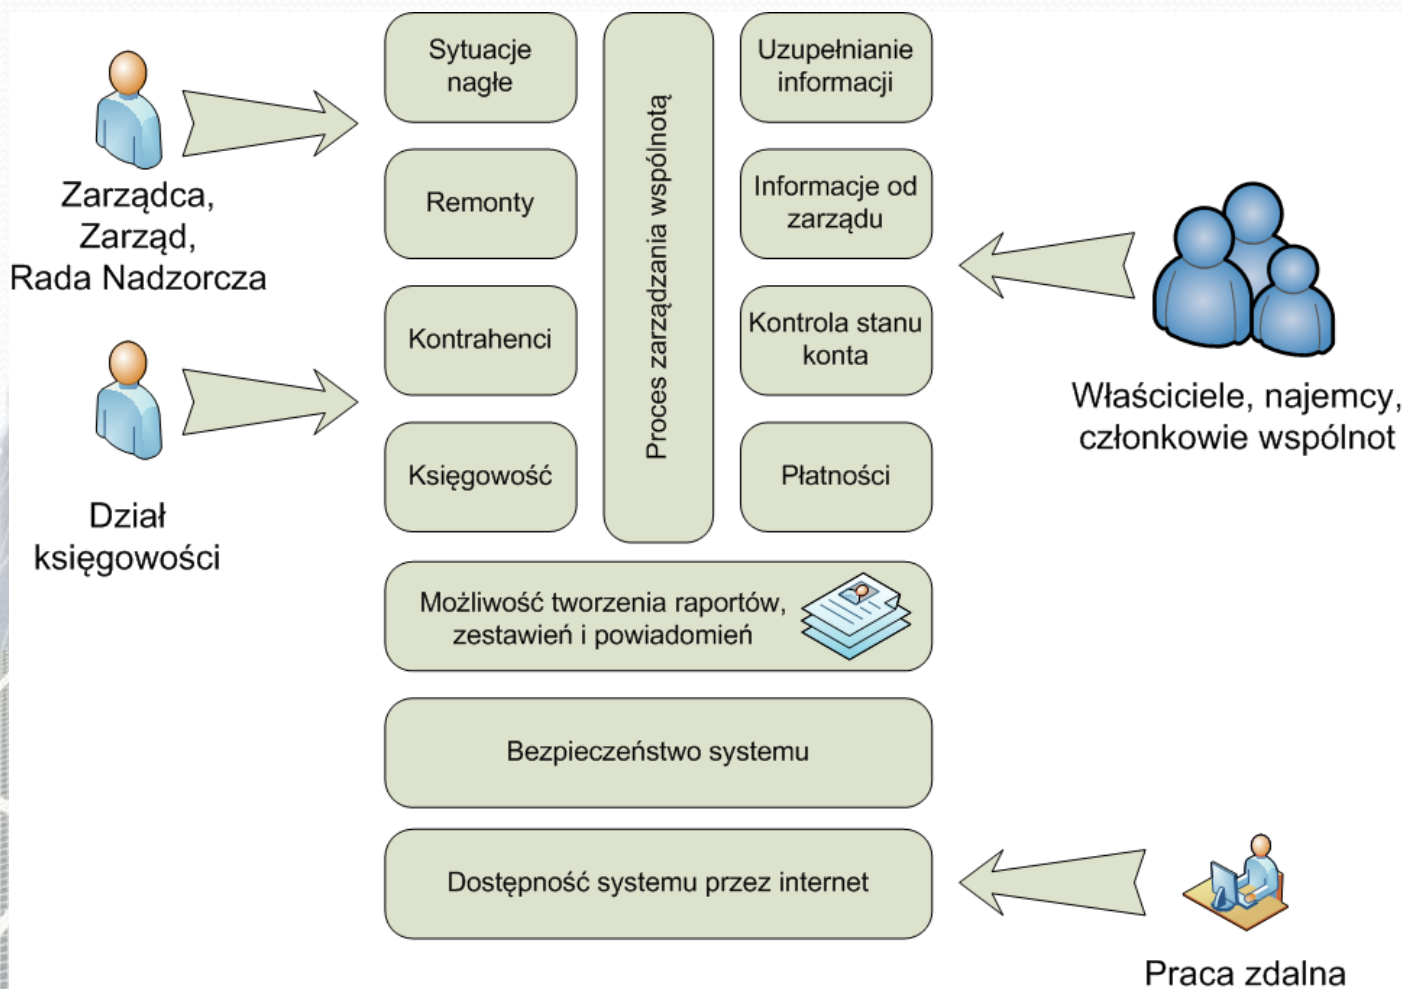 Zarządca,
Zarząd,
Rada Nadzorcza
Dział
księgowości
Sytuacje
nagłe
Remonty
Kontrahenci
Księgowość
Proces zarządzania wspólnotą
Uzupełnianie
informacji
Informacje od
zarządu
Kontrola stanu
konta
Płatności
Możliwość tworzenia raportów,
zestawień i powiadomień
Bezpieczeństwo systemu
Dostępność systemu przez internet
Właściciele, najemcy,
członkowie wspólnot
Praca zdalna